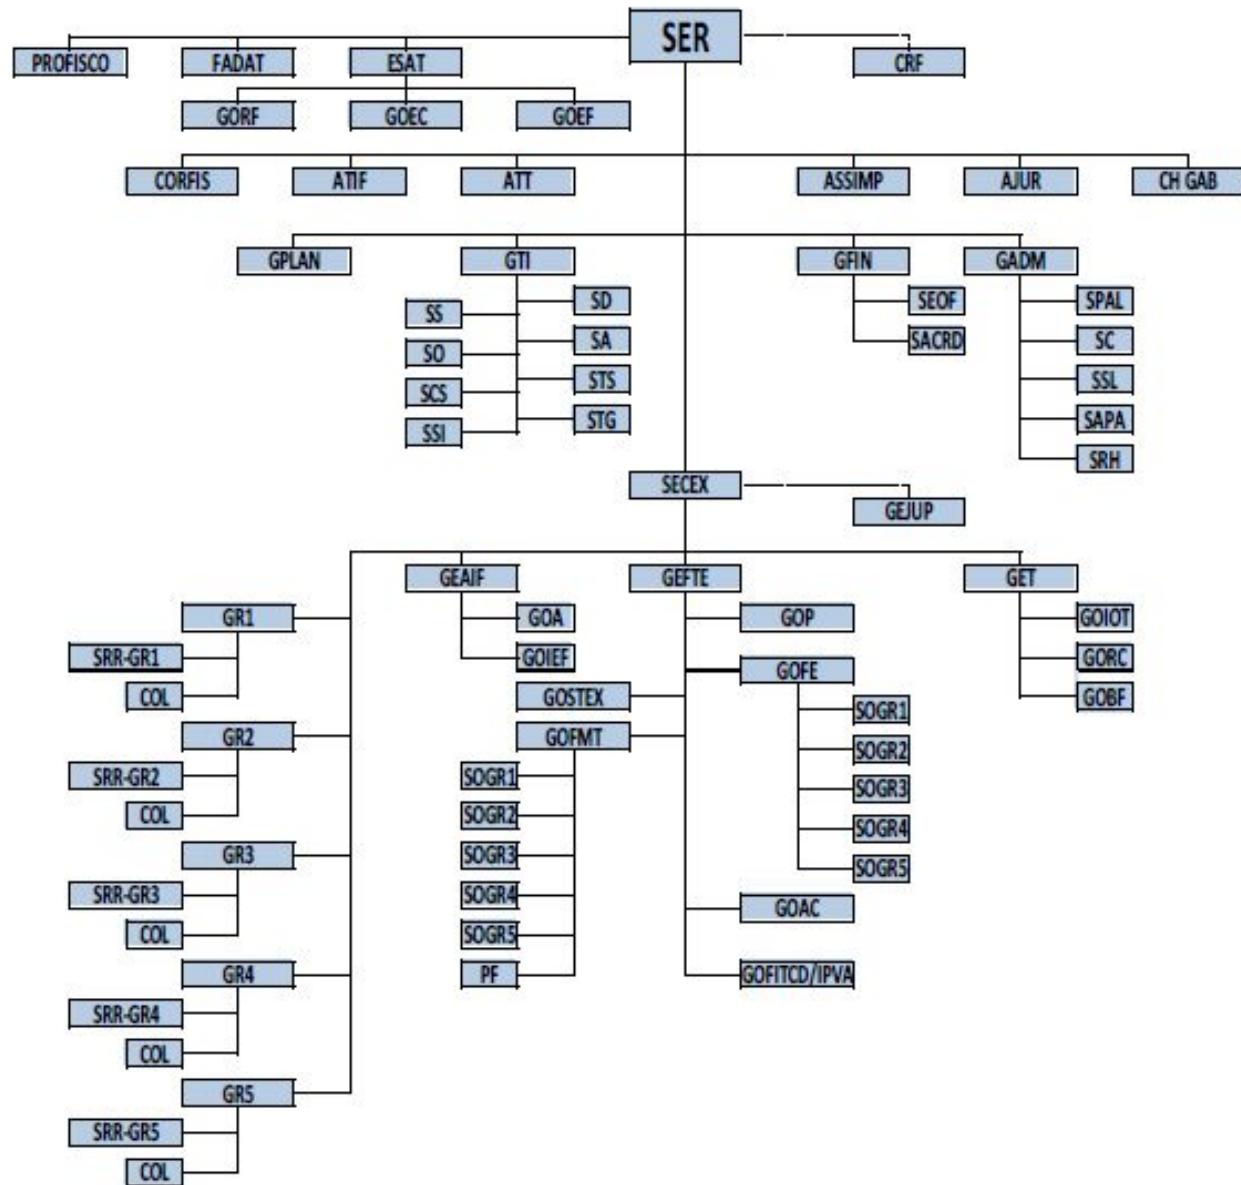 SER
PROFISCO
FADAT
ESAT
CRF
GORF
GOEC
GOEF
CORFIS
ATIF
ATT
ASSIMP
AJUR
CH GAB
GPLAN
GTI
GFIN
GADM
SS
SD
SEOF
SPAL
SO
SA
SACRD
SC
SCS
STS
SSL
SSI
STG
SAPA
SRH
SECEX
GEJUP
GEAIF
GEFTE
GET
GR1
GOA
GOP
GOIOT
SRR-GR1
GOIEF
GOFE
GORC
COL
GOSTEX
GOBF
GR2
GOFMT
SOGR1
SRR-GR2
SOGR1
SOGR2
COL
SOGR2
SOGR3
GR3
SOGR3
SOGR4
SRR-GR3
SOGR4
SOGR5
COL
SOGR5
GOAC
GR4
PF
GOFITCD/IPVA
SRR-GR4
COL
GR5
SRR-GR5
COL